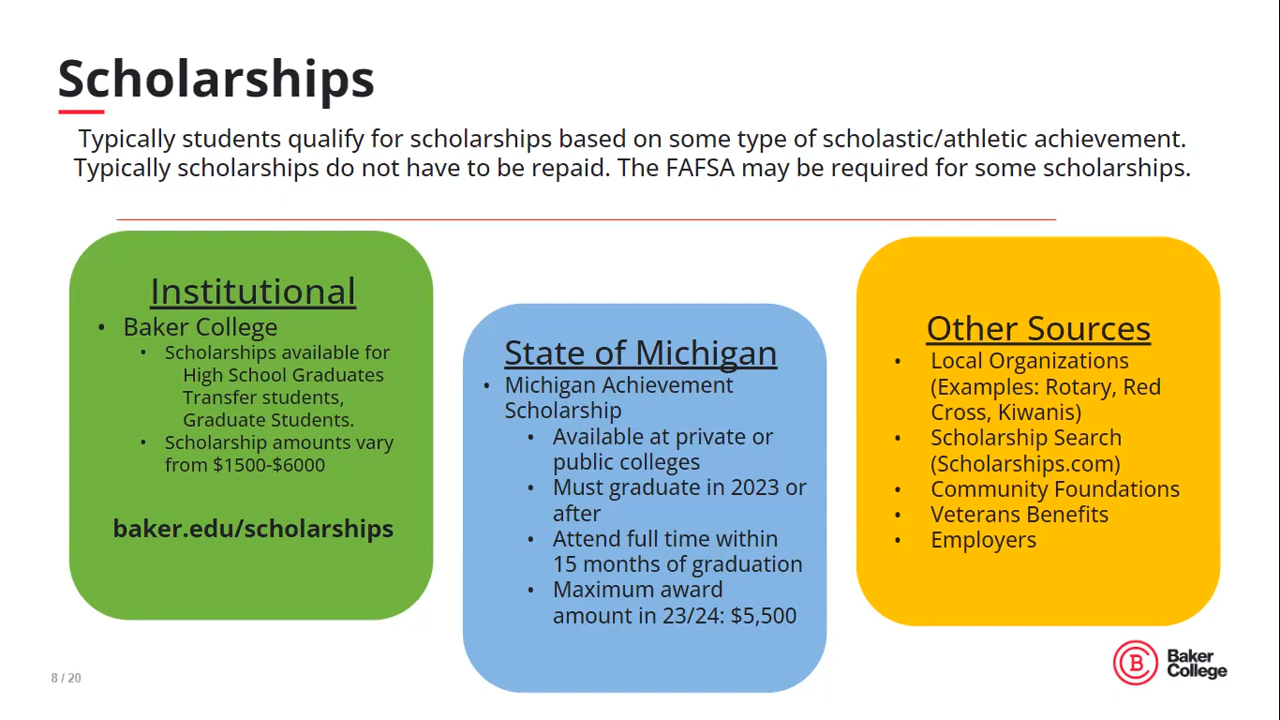 Scholarships
Typically students qualify for scholarships based on some type of scholastic/athletic achievement.
Typically scholarships do not have to be repaid. The FAFSA may be required for some scholarships.
Institutional
• Baker College
• Scholarships available for
High School Graduates
Transfer students,
Graduate Students.
• Scholarship amounts vary
from $1500-$6000
baker.edu/scholarships
State of Michigan
• Michigan Achievement
Scholarship
• Available at private or
public colleges
• Must graduate in 2023 or
after
• Attend full time within
15 months of graduation
• Maximum award
amount in 23/24: $5,500
Other Sources
• Local Organizations
(Examples: Rotary, Red
Cross, Kiwanis)
• Scholarship Search
(Scholarships.com)
• Community Foundations
• Veterans Benefits
• Employers
8 / 20
B
Baker
College